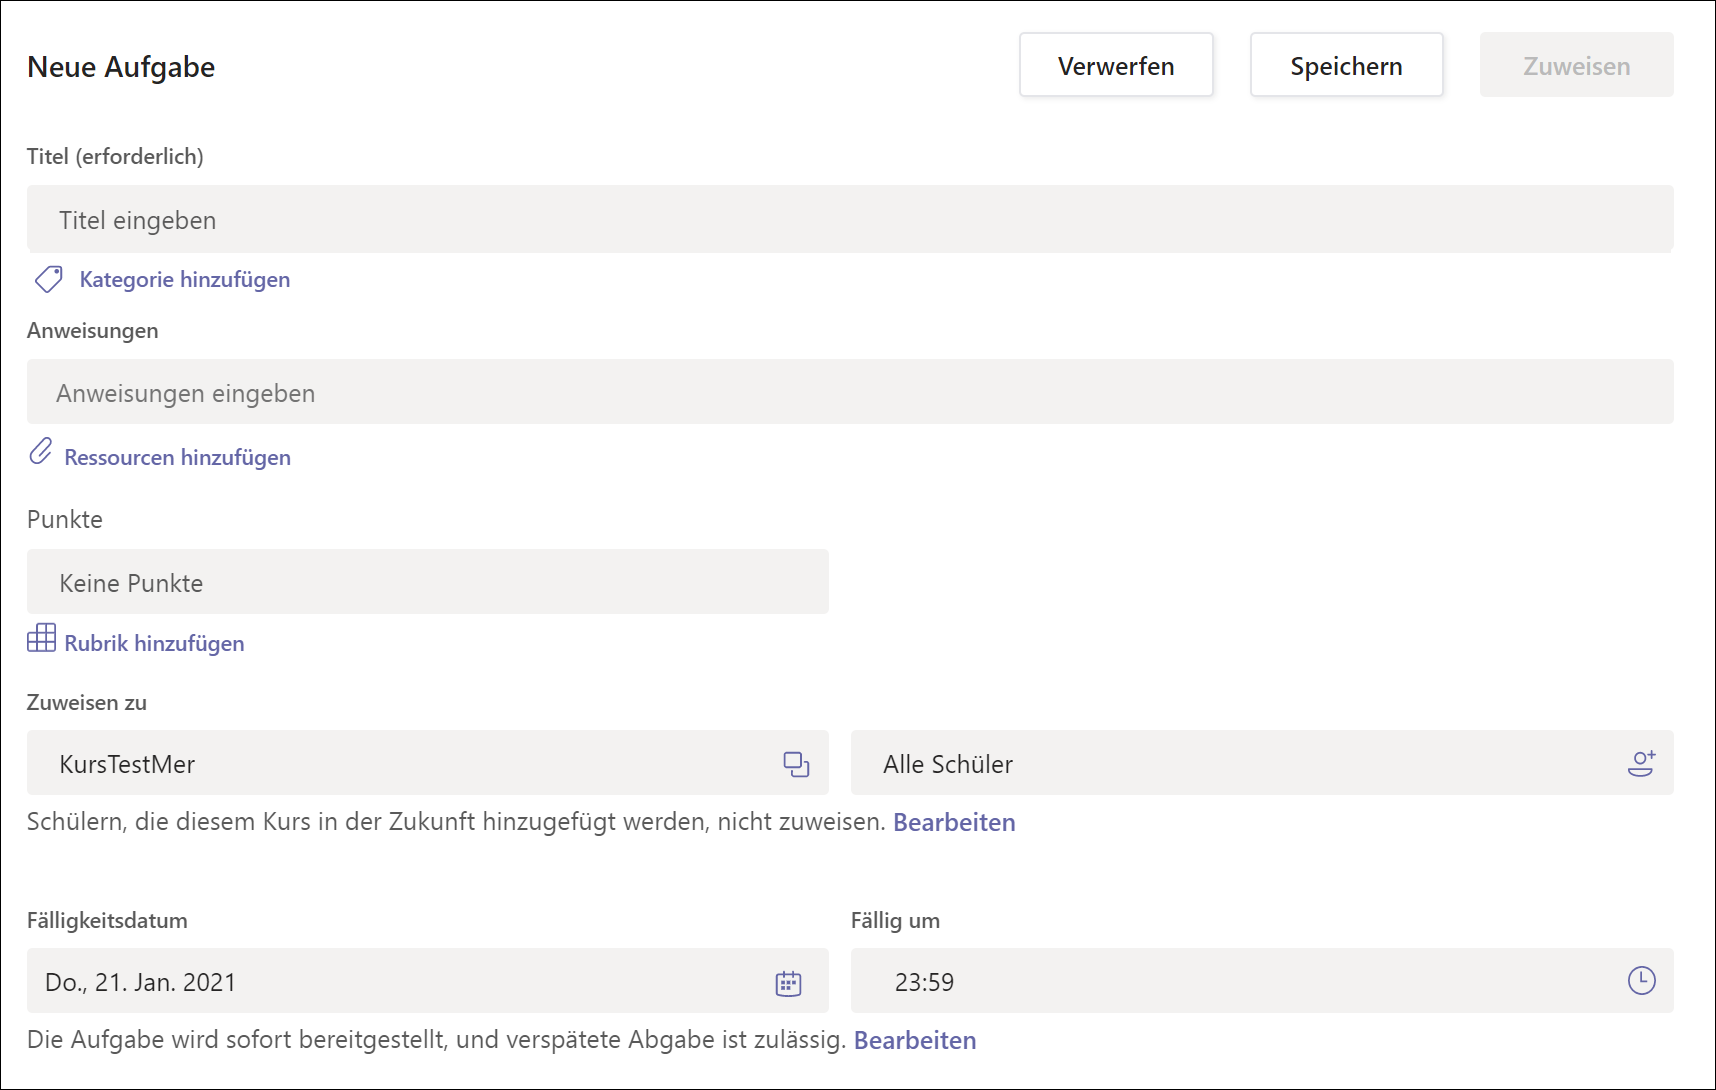 Neue Aufgabe
Verwerfen
Speichern
Zuweisen
Titel (erforderlich)
Titel eingeben
Kategorie hinzufügen
Anweisungen
Anweisungen eingeben
Ressourcen hinzufügen
Punkte
Keine Punkte
Rubrik hinzufügen
Zuweisen zu
KursTestMer
Alle Schüler
Schülern, die diesem Kurs in der Zukunft hinzugefügt werden, nicht zuweisen. Bearbeiten
Fälligkeitsdatum
Fällig um
Do., 21. Jan. 2021
23:59
Die Aufgabe wird sofort bereitgestellt, und verspätete Abgabe ist zulässig. Bearbeiten